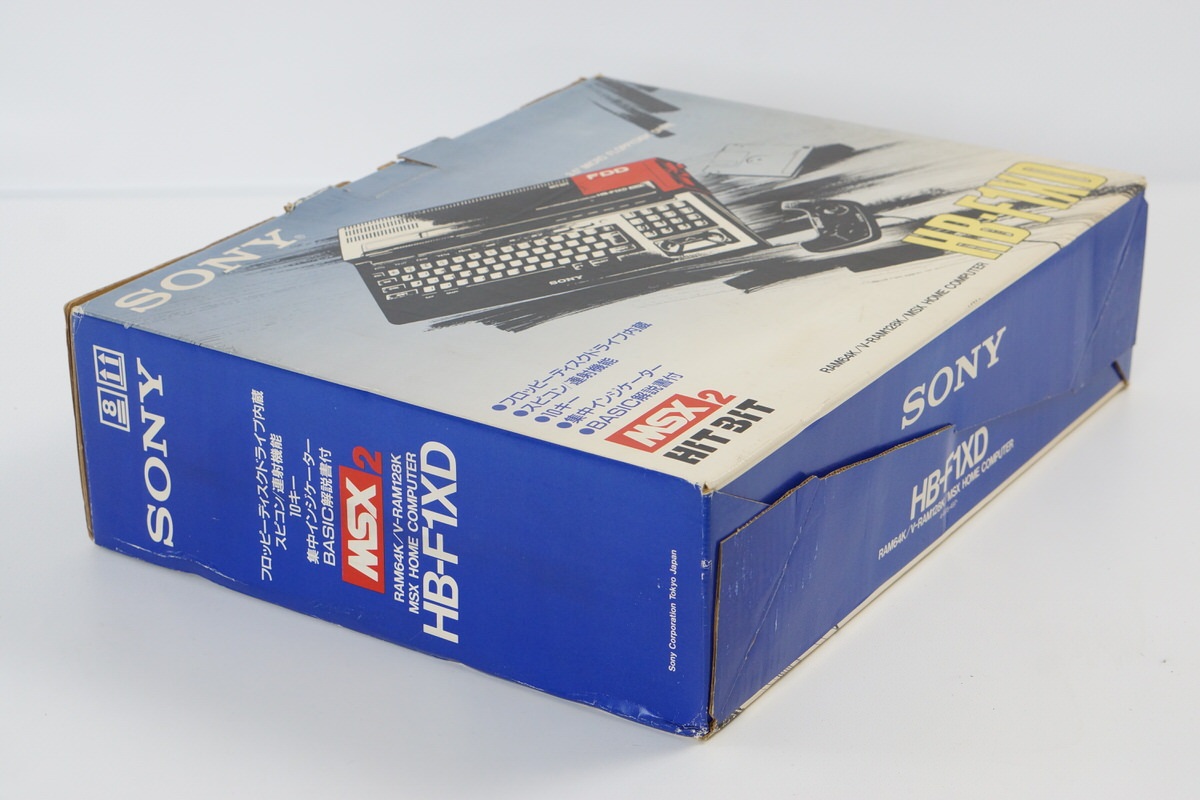 SONY
FDD
SONY
HB-F1XD
RAM64K/V-RAM128K/MSX HOME COMPUTER
●フロッピーディスクドライブ内蔵
●スピコン/連射機能
●10キー
●集中インジケーター
●BASIC解説書付
MSX2
HIT BIT
8
SONY
フロッピーディスクドライブ内蔵
スピコン/連射機能
10キー
集中インジケーター
BASIC解説書付
MSX2
RAM64K/V-RAM128K
MSX HOME COMPUTER
HB-F1XD
Sony Corporation Tokyo Japan
SONY
HB-F1XD
RAM64K/V-RAM128K/MSX HOME COMPUTER